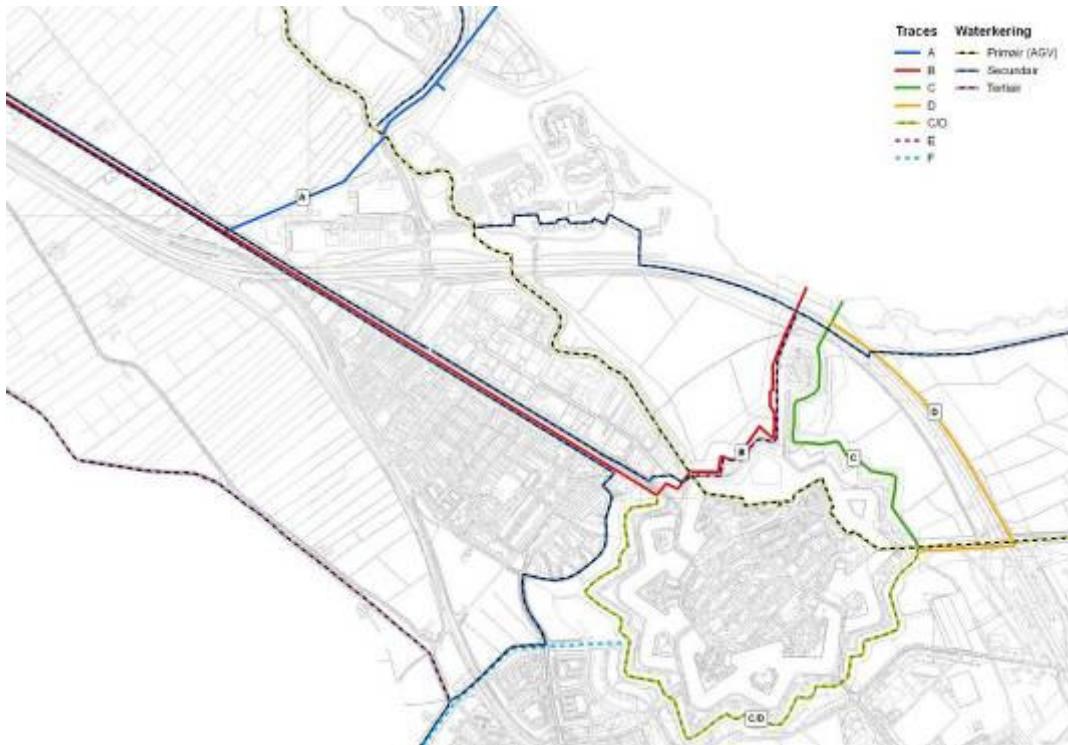 Traces Waterkering
A Primair (AGV)
B Secundair
C Tertiair
D
C/D
E
F
A
B
C
D
C/D